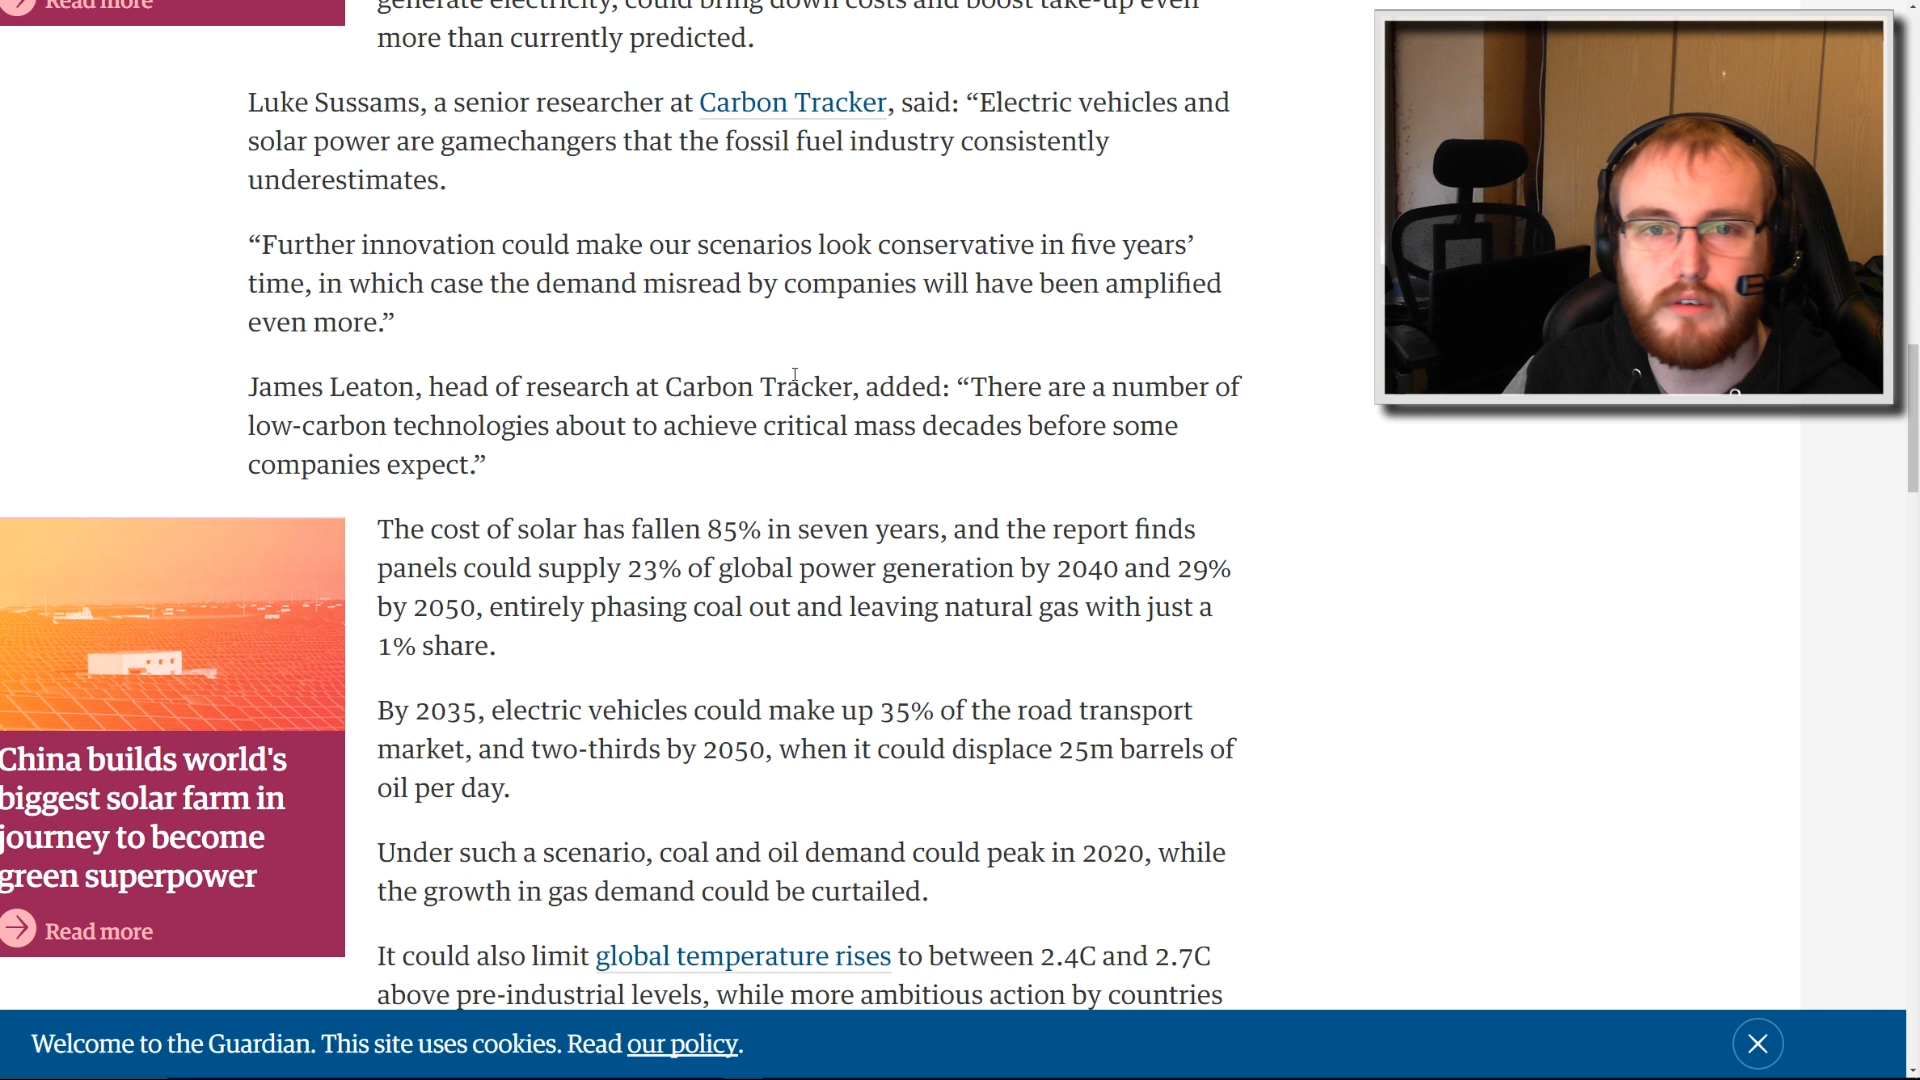 Read more
generate electricity, could bring down costs and boost take-up even
more than currently predicted.
Luke Sussams, a senior researcher at Carbon Tracker, said: “Electric vehicles and
solar power are gamechangers that the fossil fuel industry consistently
underestimates.
“Further innovation could make our scenarios look conservative in five years’
time, in which case the demand misread by companies will have been amplified
even more.”
James Leaton, head of research at Carbon Tracker, added: “There are a number of
low-carbon technologies about to achieve critical mass decades before some
companies expect.”
The cost of solar has fallen 85% in seven years, and the report finds
panels could supply 23% of global power generation by 2040 and 29%
by 2050, entirely phasing coal out and leaving natural gas with just a
1% share.
China builds world's
biggest solar farm in
journey to become
green superpower
Read more
By 2035, electric vehicles could make up 35% of the road transport
market, and two-thirds by 2050, when it could displace 25m barrels of
oil per day.
Under such a scenario, coal and oil demand could peak in 2020, while
the growth in gas demand could be curtailed.
It could also limit global temperature rises to between 2.4C and 2.7C
above pre-industrial levels, while more ambitious action by countries
Welcome to the Guardian. This site uses cookies. Read our policy.